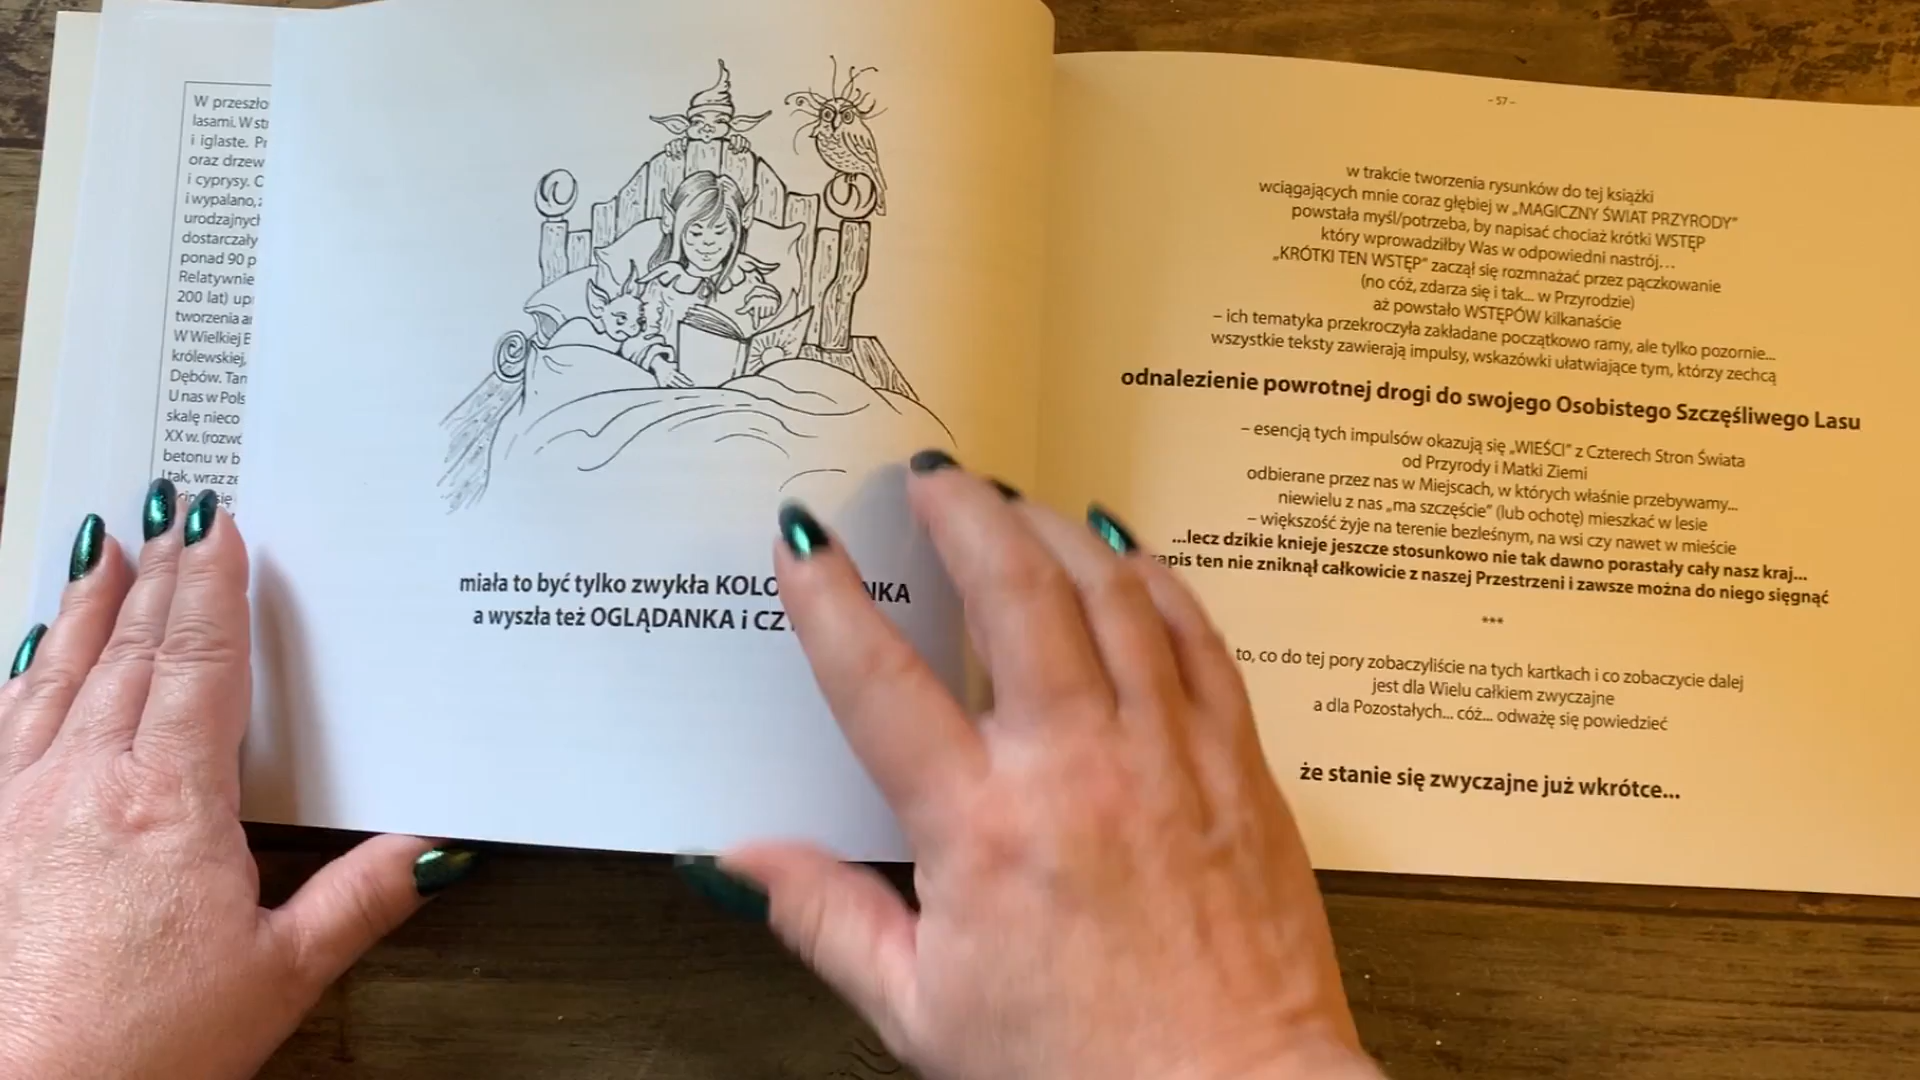 W przeszło
lasami. W
i iglaste.
oraz drzew
i cyprysy.
i wypalano,
urodzajnych
dostarczały
ponad 90
Relatywnie
200 lat)
tworzenia
W Wielkiej
królewskiej,
Dębów.
U nas w
skalę nieco
XX w.
betonu w
tak, wraz
się
miała to być tylko zwykła
a wyszła też OGLĄDANKA i
– 57 –
w trakcie tworzenia rysunków do tej książki
wciągających mnie coraz głębiej w „MAGICZNY ŚWIAT PRZYRODY”
powstała myśl/potrzeba, by napisać chociaż krótki WSTĘP
który wprowadziłby Was w odpowiedni nastrój...
„KRÓTKI TEN WSTĘP” zaczął się rozmnażać przez pączkowanie
(no cóż, zdarza się i tak... w Przyrodzie)
aż powstało WSTĘPÓW kilkanaście
– ich tematyka przekroczyła zakładane początkowo ramy, ale tylko pozornie...
wszystkie teksty zawierają impulsy, wskazówki ułatwiające tym, którzy zechcą
odnalezienie powrotnej drogi do swojego Osobistego Szczęśliwego Lasu
– esencją tych impulsów okazują się „WIEŚCI” z Czterech Stron Świata
od Przyrody i Matki Ziemi
odbierane przez nas w Miejscach, w których właśnie przebywamy...
niewielu z nas „ma szczęście” (lub ochotę) mieszkać w lesie
– większość żyje na terenie bezleśnym, na wsi czy nawet w mieście
...lecz dzikie knieje jeszcze stosunkowo nie tak dawno porastały cały nasz kraj...
zapis ten nie zniknął całkowicie z naszej Przestrzeni i zawsze można do niego sięgnąć
***
to, co do tej pory zobaczyliście na tych kartkach i co zobaczycie dalej
jest dla Wielu całkiem zwyczajne
a dla Pozostałych... cóż... odważę się powiedzieć
że stanie się zwyczajne już wkrótce...